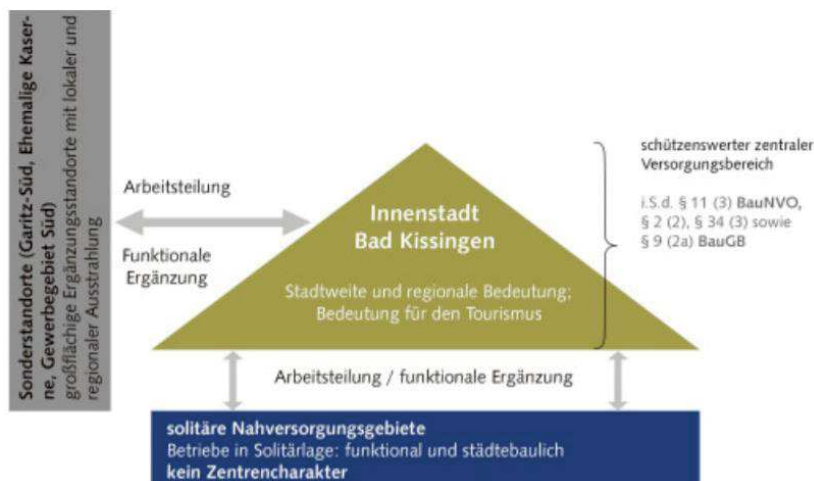 Sonderstandorte (Garitz-Süd, Ehemalige Kaser-
ne, Gewerbegebiet Süd)
großflächige Ergänzungsstandorte mit lokaler und
regionaler Ausstrahlung
Arbeitsteilung
Funktionale
Ergänzung
Innenstadt
Bad Kissingen
Stadtweite und regionale Bedeutung;
Bedeutung für den Tourismus
schützenswerter zentraler
Versorgungsbereich
i.S.d. § 11 (3) BauNVO,
§ 2 (2), § 34 (3) sowie
§ 9 (2a) BauGB
Arbeitsteilung / funktionale Ergänzung
solitäre Nahversorgungsgebiete
Betriebe in Solitärlage: funktional und städtebaulich
kein Zentrencharakter